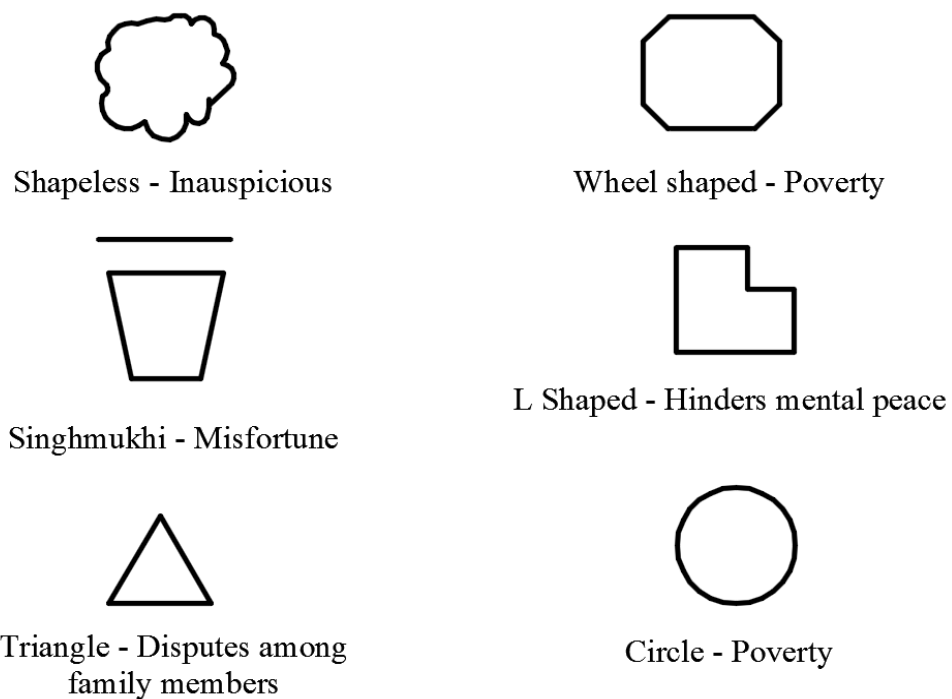 Shapeless - Inauspicious
Wheel shaped - Poverty
Singhmukhi - Misfortune
L Shaped - Hinders mental peace
Triangle - Disputes among
family members
Circle - Poverty